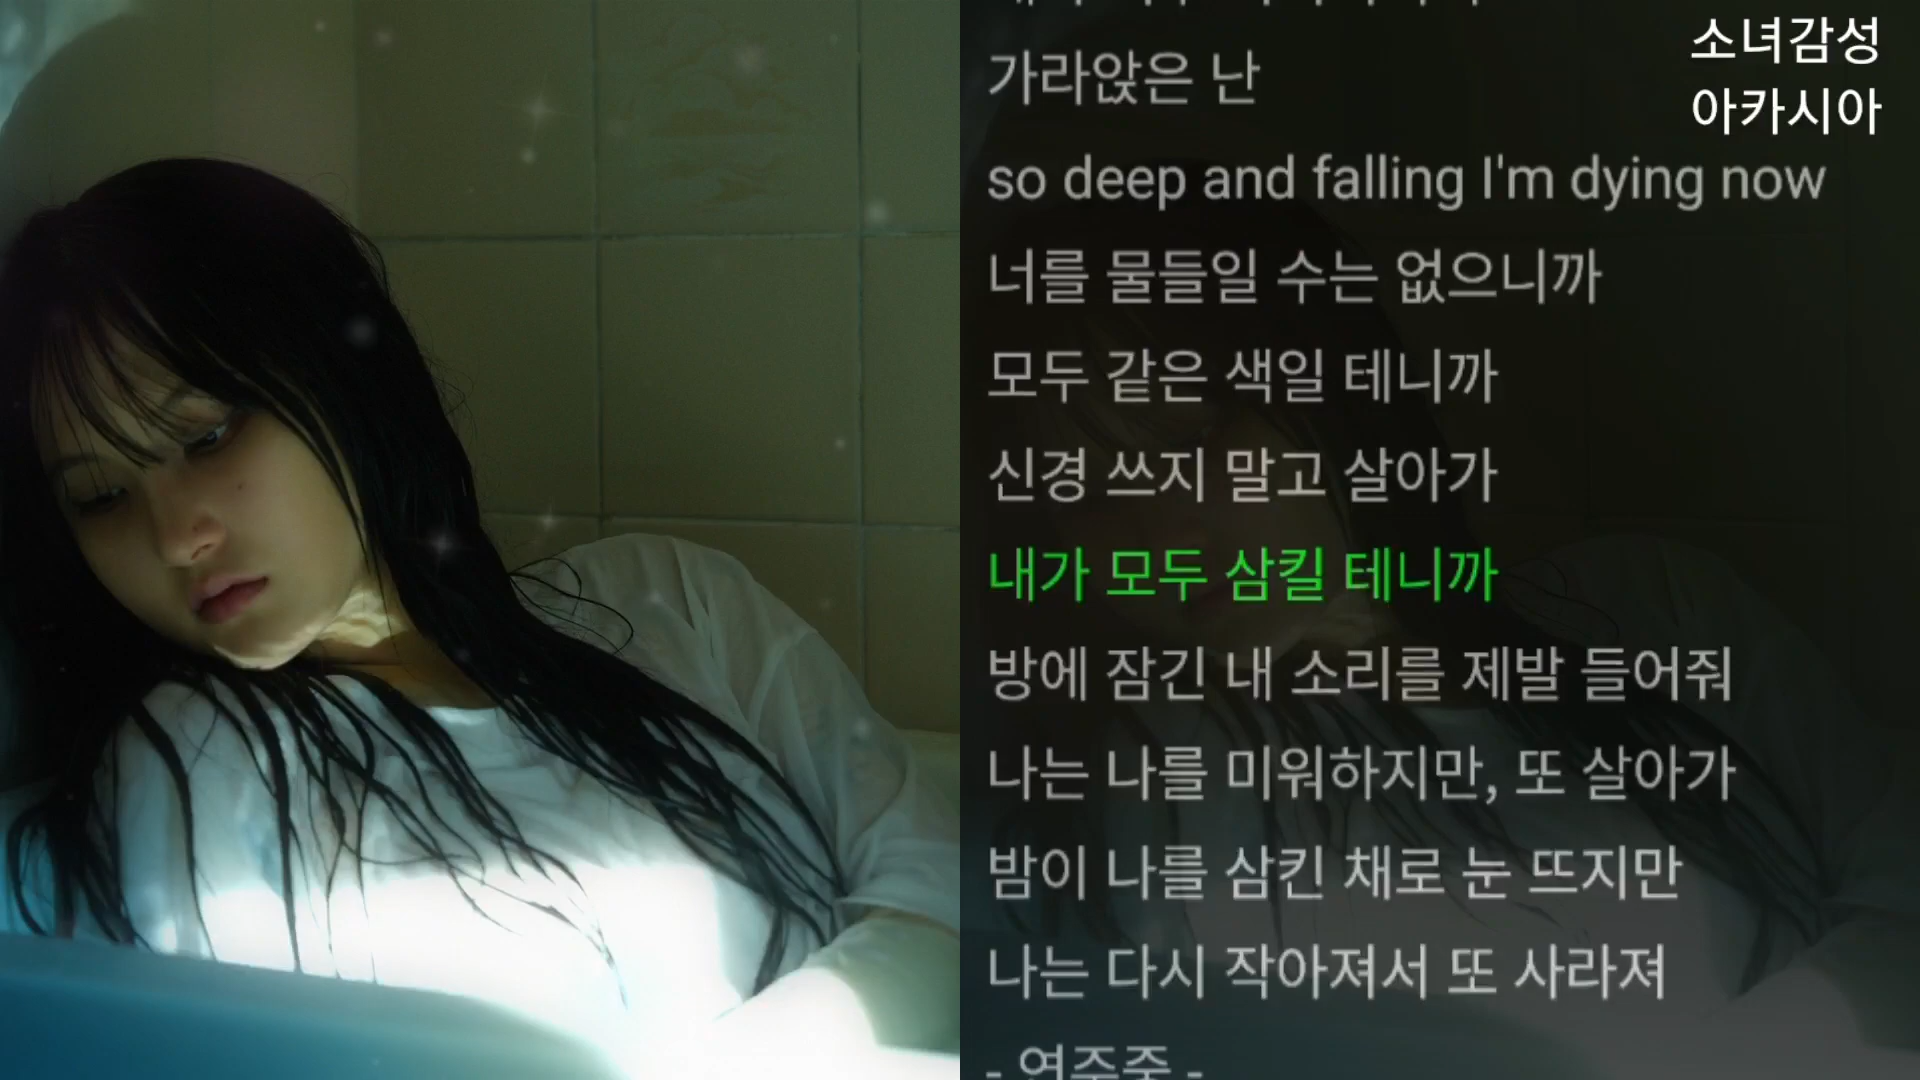 소녀감성
아카시아
가라앉은 난
so deep and falling I'm dying now
너를 물들일 수는 없으니까
모두 같은 색일 테니까
신경 쓰지 말고 살아가
내가 모두 삼킬 테니까
방에 잠긴 내 소리를 제발 들어줘
나는 나를 미워하지만, 또 살아가
밤이 나를 삼킨 채로 눈 뜨지만
나는 다시 작아져서 또 사라져
- 연주중 -